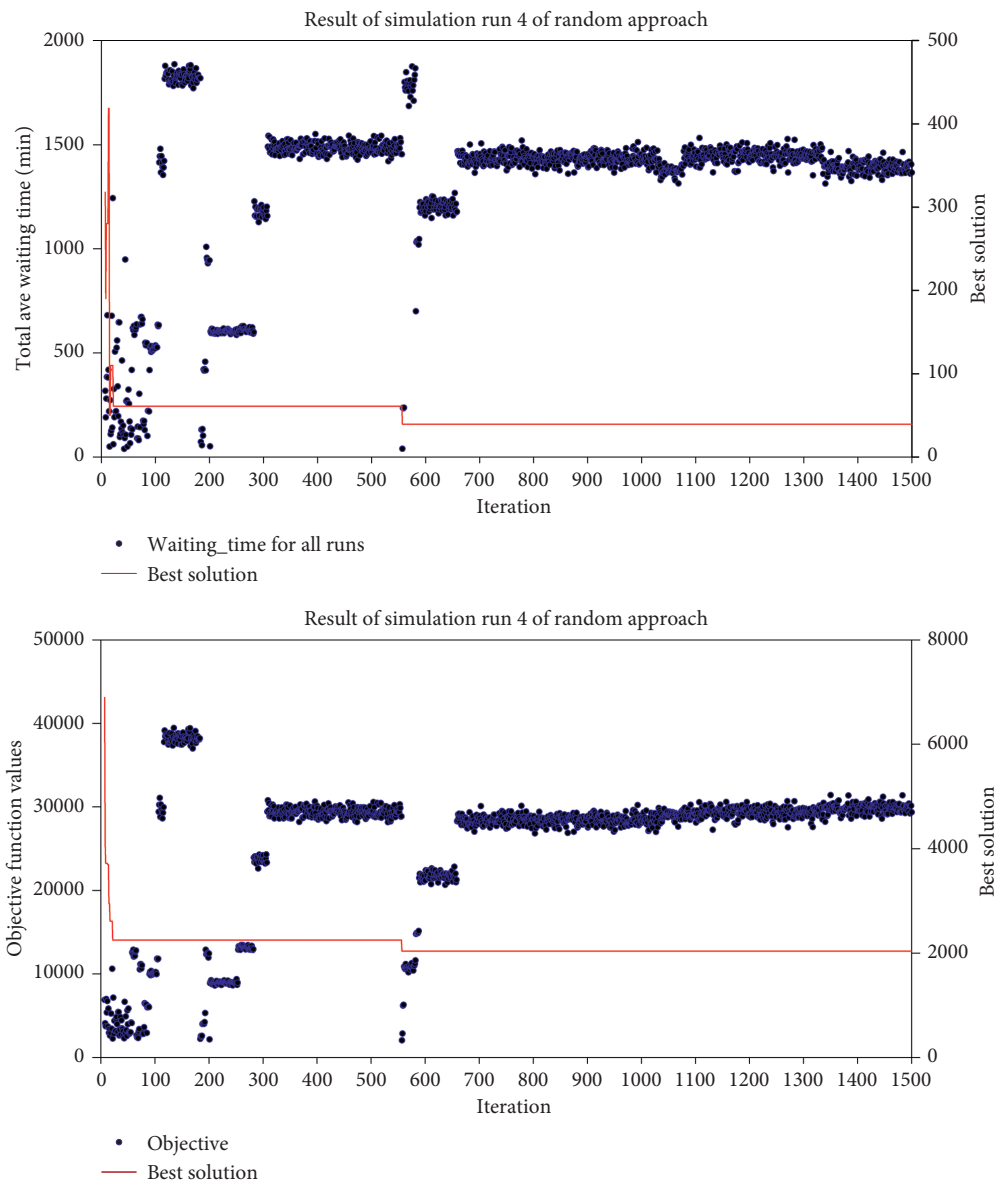 Result of simulation run 4 of random approach
2000
1500
1000
500
0
Total ave waiting time (min)
500
400
300
200
100
0
Best solution
0 100 200 300 400 500 600 700 800 900 1000 1100 1200 1300 1400 1500
Iteration
Waiting_time for all runs
Best solution
Result of simulation run 4 of random approach
50000
40000
30000
20000
10000
0
Objective function values
8000
6000
4000
2000
0
Best solution
0 100 200 300 400 500 600 700 800 900 1000 1100 1200 1300 1400 1500
Iteration
Objective
Best solution